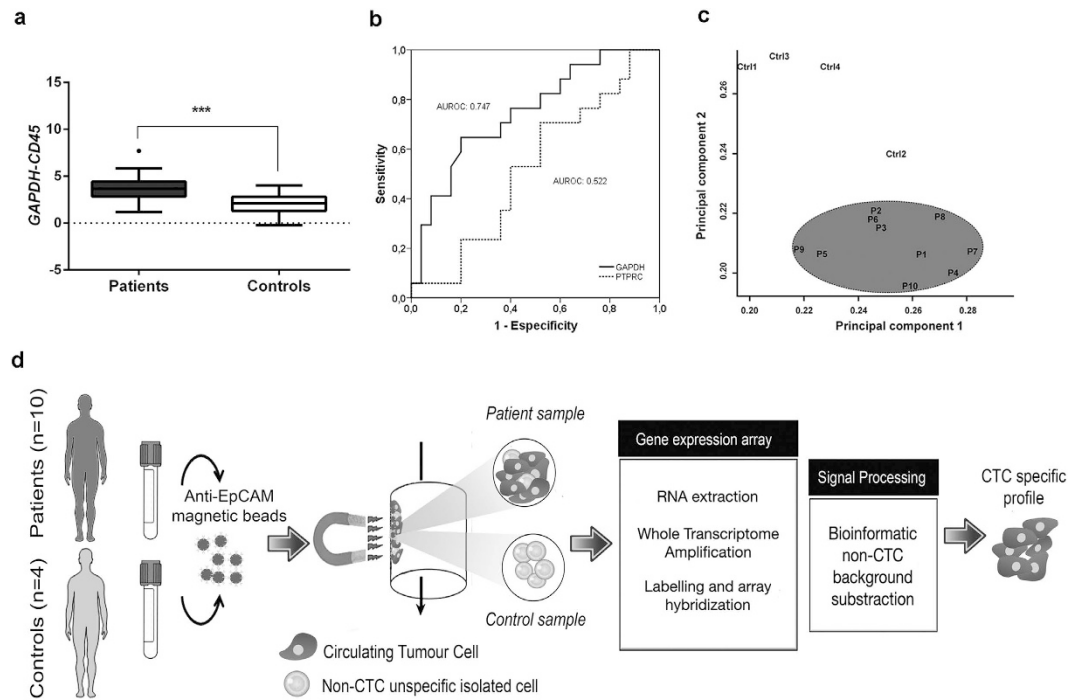 a
15
10
5
0
-5
GAPDH-CD45
***
Patients
Controls
b
1,0
0,8
0,6
0,4
0,2
0,0
Sensitivity
AUROC: 0.747
AUROC: 0.522
GAPDH
PTPRC
0,0 0,2 0,4 0,6 0,8 1,0
1 - Especificity
c
Principal component 2
0.26
0.24
0.22
0.20
Ctrl1
Ctrl3
Ctrl4
Ctrl2
P2
P6
P3
P8
P9
P5
P1
P7
P4
P10
0.20 0.22 0.24 0.26 0.28
Principal component 1
d
Patients (n=10)
Controls (n=4)
Anti-EpCAM
magnetic beads
Patient sample
Control sample
Circulating Tumour Cell
Non-CTC unspecific isolated cell
Gene expression array
RNA extraction
Whole Transcriptome
Amplification
Labelling and array
hybridization
Signal Processing
Bioinformatic
non-CTC
background
substraction
CTC specific
profile